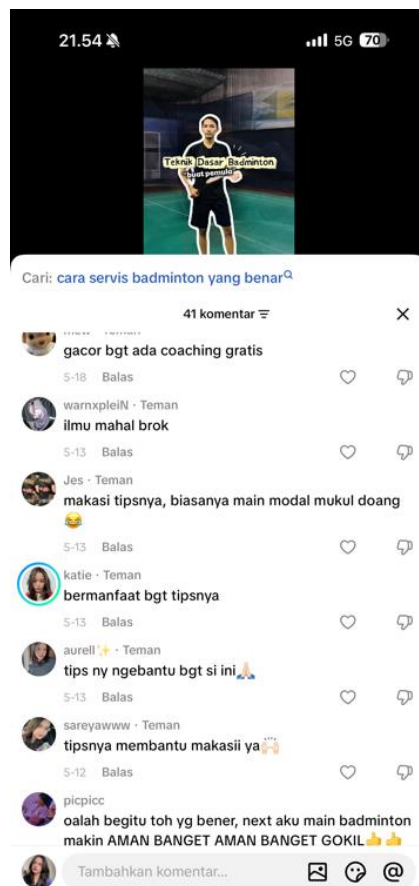 21.54
5G 70
Teknik Dasar Badminton
buat pemula
Cari: cara servis badminton yang benar
41 komentar
Teman
gacor bgt ada coaching gratis
5-18 Balas
warnxpleiN · Teman
ilmu mahal brok
5-13 Balas
Jes · Teman
makasi tipsnya, biasanya main modal mukul doang
😂
5-13 Balas
katie · Teman
bermanfaat bgt tipsnya
5-13 Balas
aurell✨ · Teman
tips ny ngebantu bgt si ini🙏🏻
5-13 Balas
sareyawww · Teman
tipsnya membantu makasii ya🙌🏻
5-12 Balas
picpicc
oalah begitu toh yg bener, next aku main badminton
makin AMAN BANGET AMAN BANGET GOKIL👍👍
Tambahkan komentar...